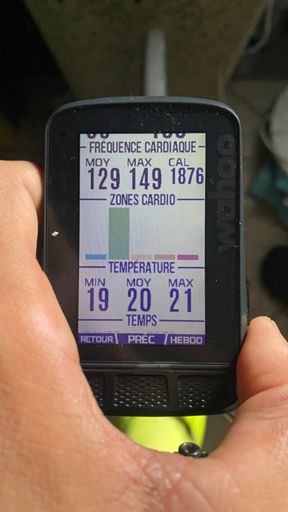 FRÉQUENCE CARDIAQUE
MOY MAX CAL
129 149 1876
ZONES CARDIO
TEMPÉRATURE
MIN MOY MAX
19 20 21
TEMPS
RETOUR PRÉC HEBDO
wahoo